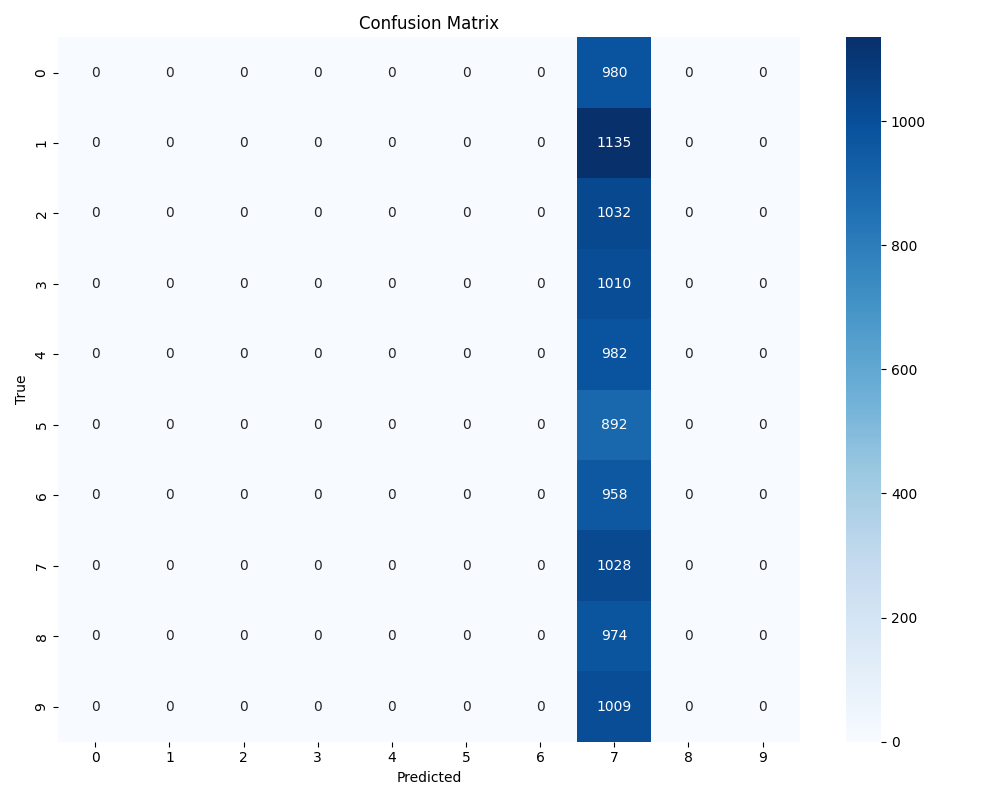 Confusion Matrix
0 0 0 0 0 0 0 0 980 0 0
1 0 0 0 0 0 0 0 1135 0 0
2 0 0 0 0 0 0 0 1032 0 0
3 0 0 0 0 0 0 0 1010 0 0
4 0 0 0 0 0 0 0 982 0 0
5 0 0 0 0 0 0 0 892 0 0
6 0 0 0 0 0 0 0 958 0 0
7 0 0 0 0 0 0 0 1028 0 0
8 0 0 0 0 0 0 0 974 0 0
9 0 0 0 0 0 0 0 1009 0 0
0 1 2 3 4 5 6 7 8 9
Predicted
True
1000
800
600
400
200
0